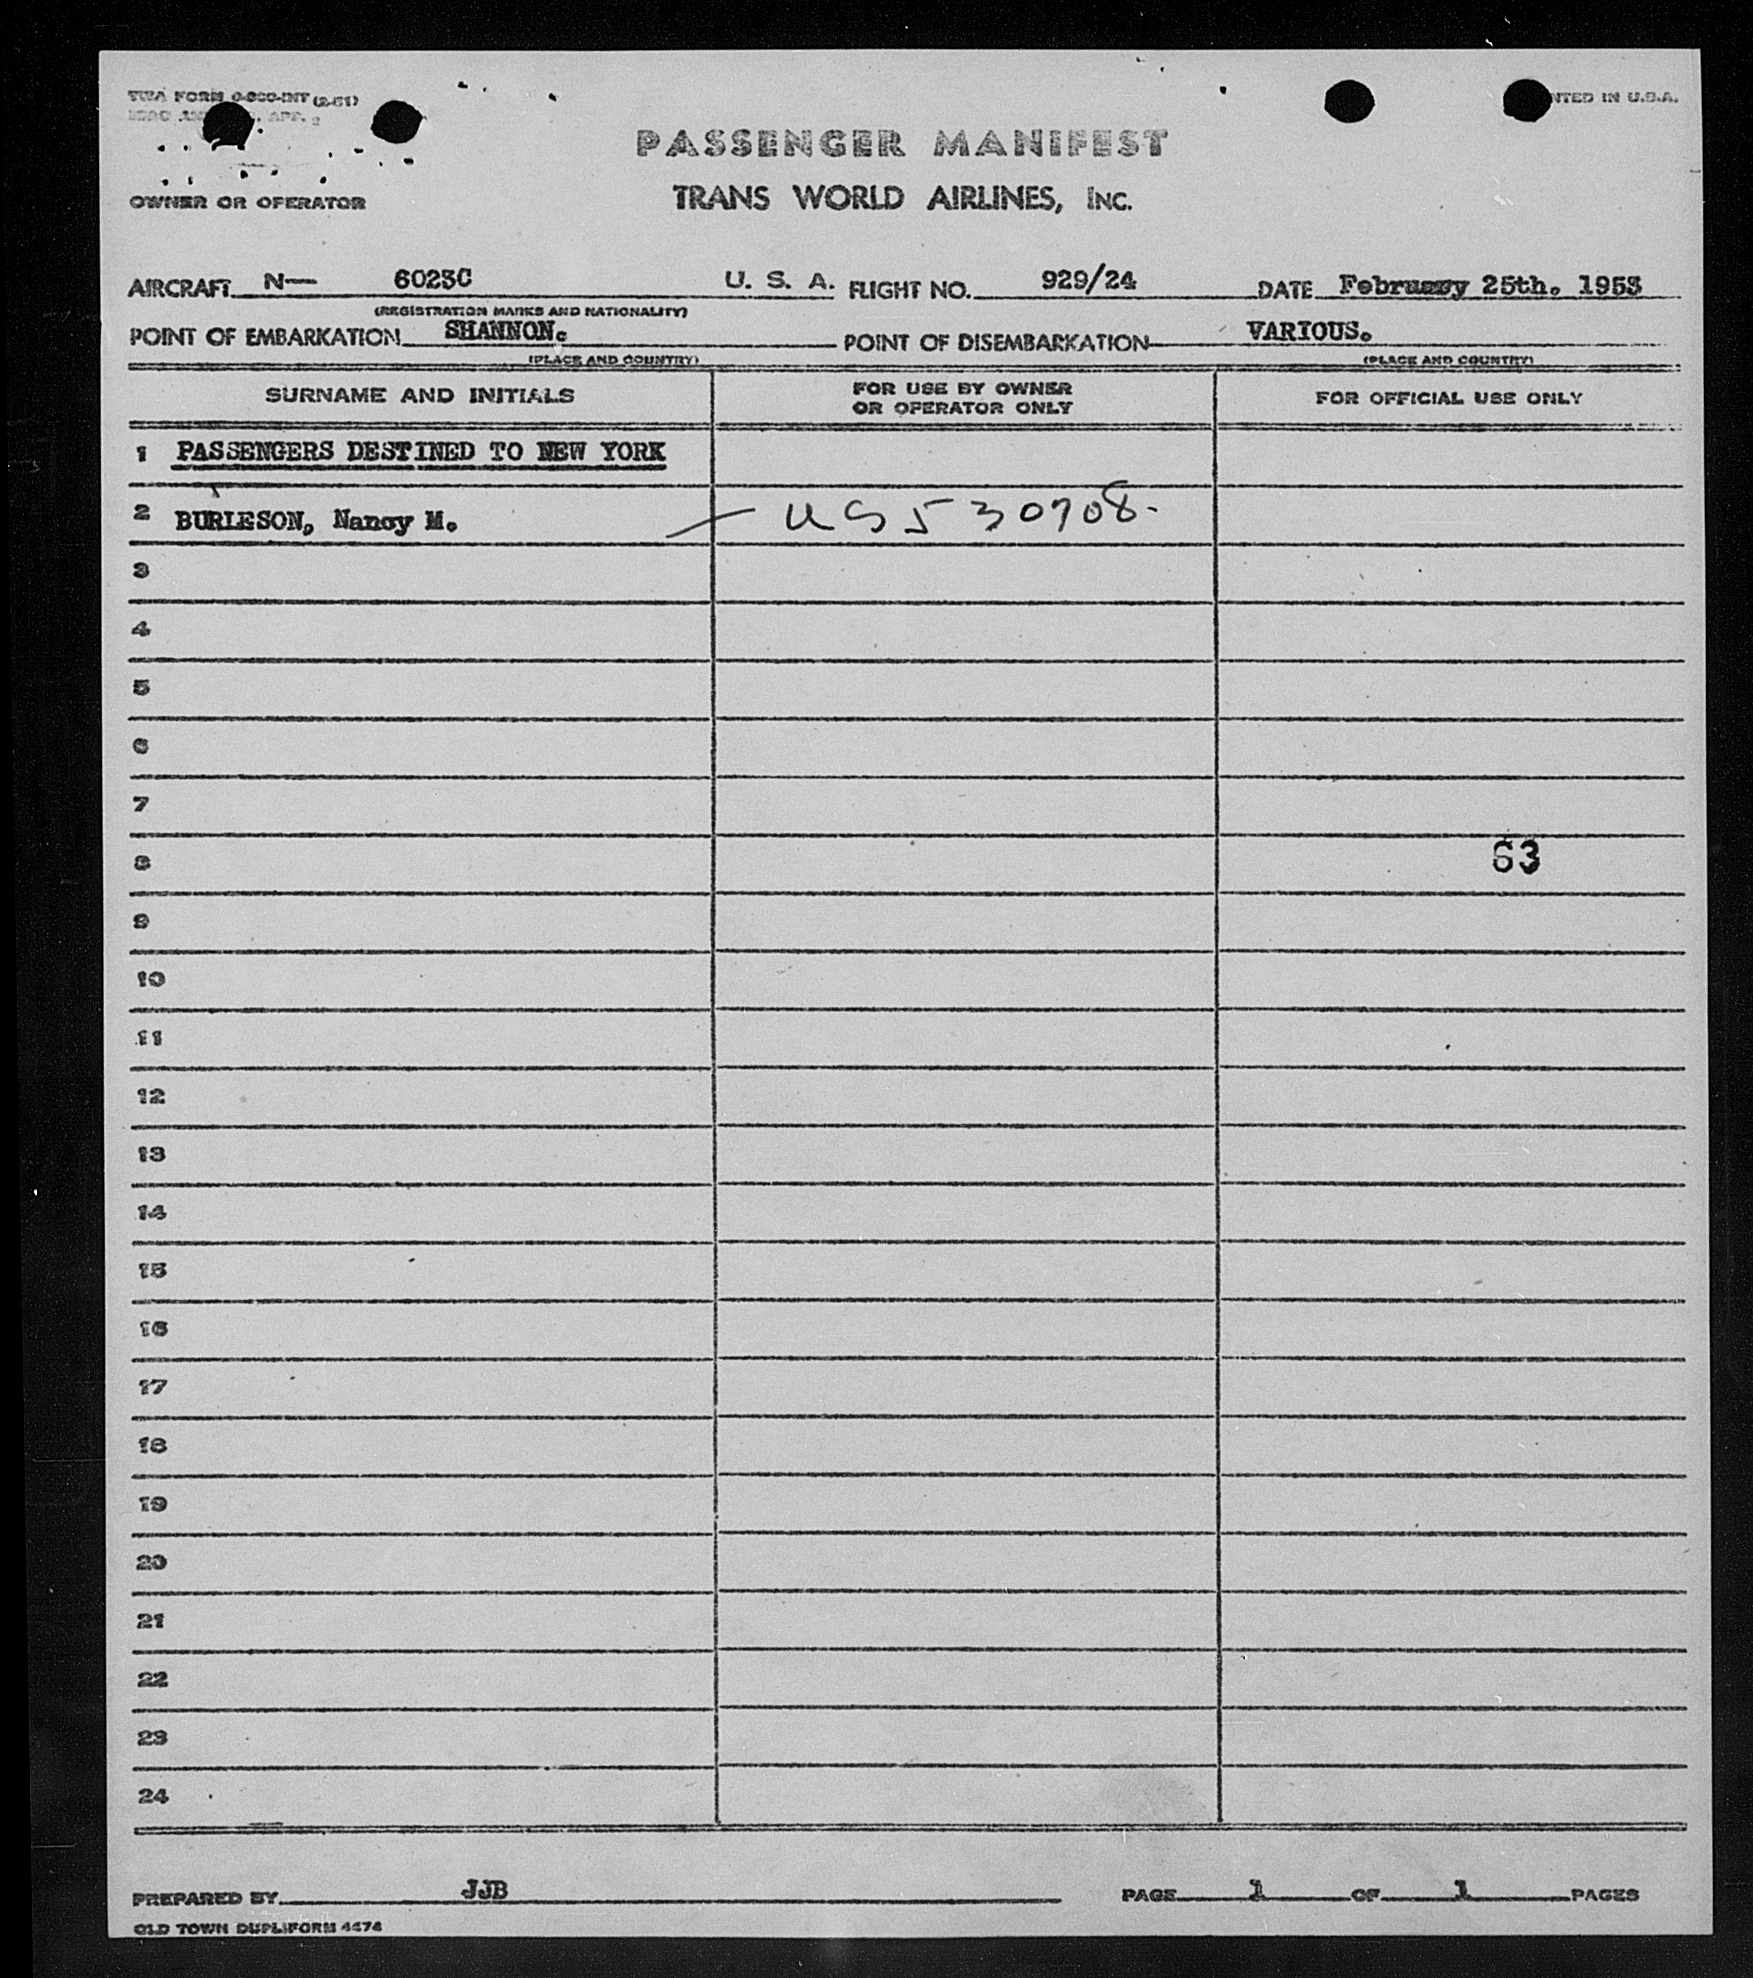 TWA FORM O-900-INT (2-51)
PRINTED IN U.S.A.
PASSENGER MANIFEST
OWNER OR OPERATOR
TRANS WORLD AIRLINES, INC.
AIRCRAFT N— 6023C U. S. A. FLIGHT NO. 929/24 DATE February 25th. 1953
(REGISTRATION MARKS AND NATIONALITY)
POINT OF EMBARKATION SHANNON. POINT OF DISEMBARKATION VARIOUS.
(PLACE AND COUNTRY) (PLACE AND COUNTRY)
SURNAME AND INITIALS FOR USE BY OWNER OR OPERATOR ONLY FOR OFFICIAL USE ONLY
1 PASSENGERS DESTINED TO NEW YORK
2 BURLESON, Nancy M. — US 530708.
3
4
5
6
7
8 63
9
10
11
12
13
14
15
16
17
18
19
20
21
22
23
24
PREPARED BY JJB PAGE 1 OF 1 PAGES
OLD TOWN DUPLIFORM 4474